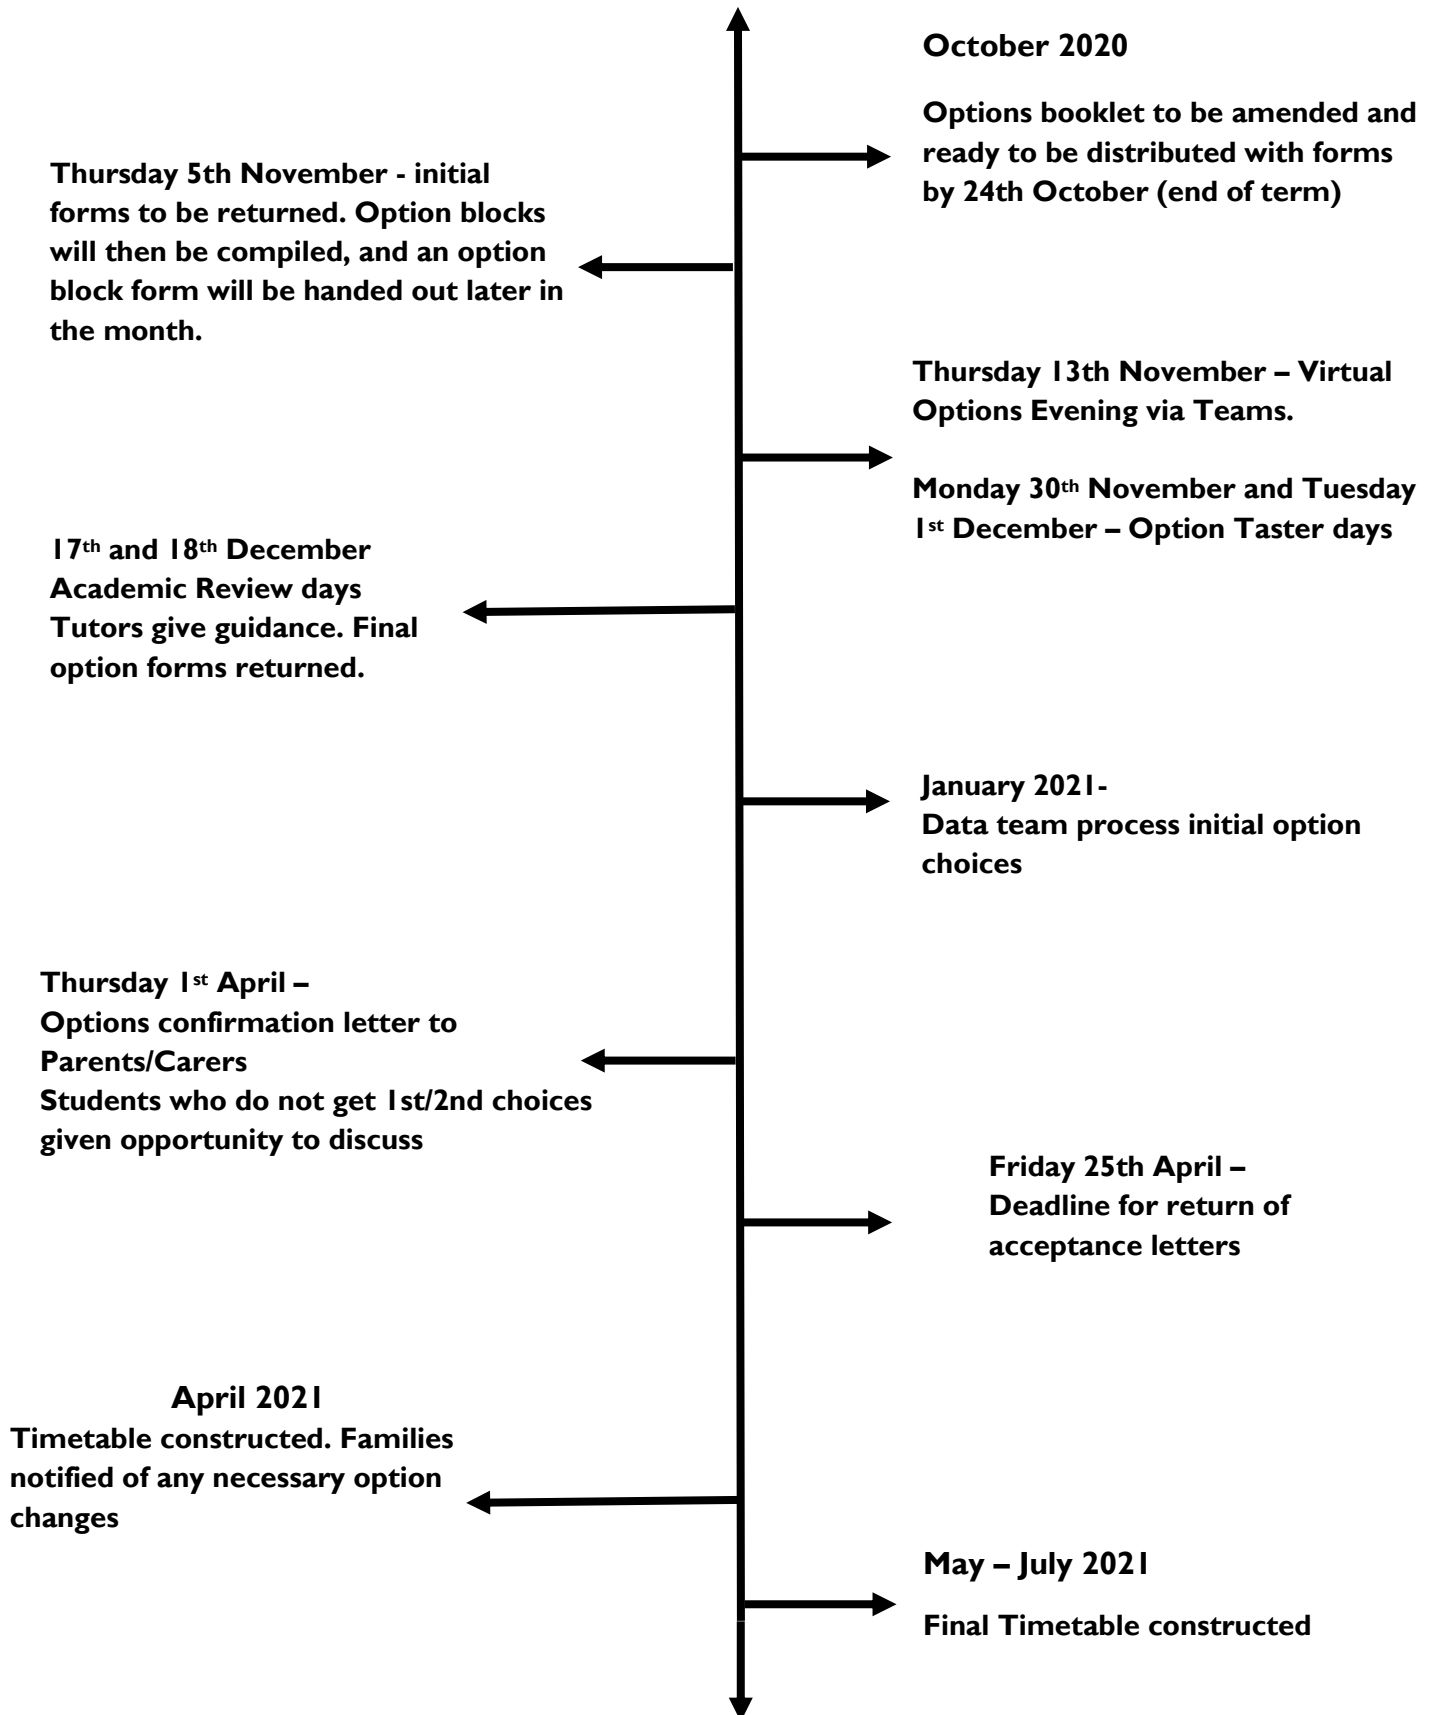 October 2020
Options booklet to be amended and
ready to be distributed with forms
by 24th October (end of term)
Thursday 5th November - initial
forms to be returned. Option blocks
will then be compiled, and an option
block form will be handed out later in
the month.
Thursday 13th November – Virtual
Options Evening via Teams.
Monday 30th November and Tuesday
1st December – Option Taster days
17th and 18th December
Academic Review days
Tutors give guidance. Final
option forms returned.
January 2021-
Data team process initial option
choices
Thursday 1st April –
Options confirmation letter to
Parents/Carers
Students who do not get 1st/2nd choices
given opportunity to discuss
Friday 25th April –
Deadline for return of
acceptance letters
April 2021
Timetable constructed. Families
notified of any necessary option
changes
May – July 2021
Final Timetable constructed